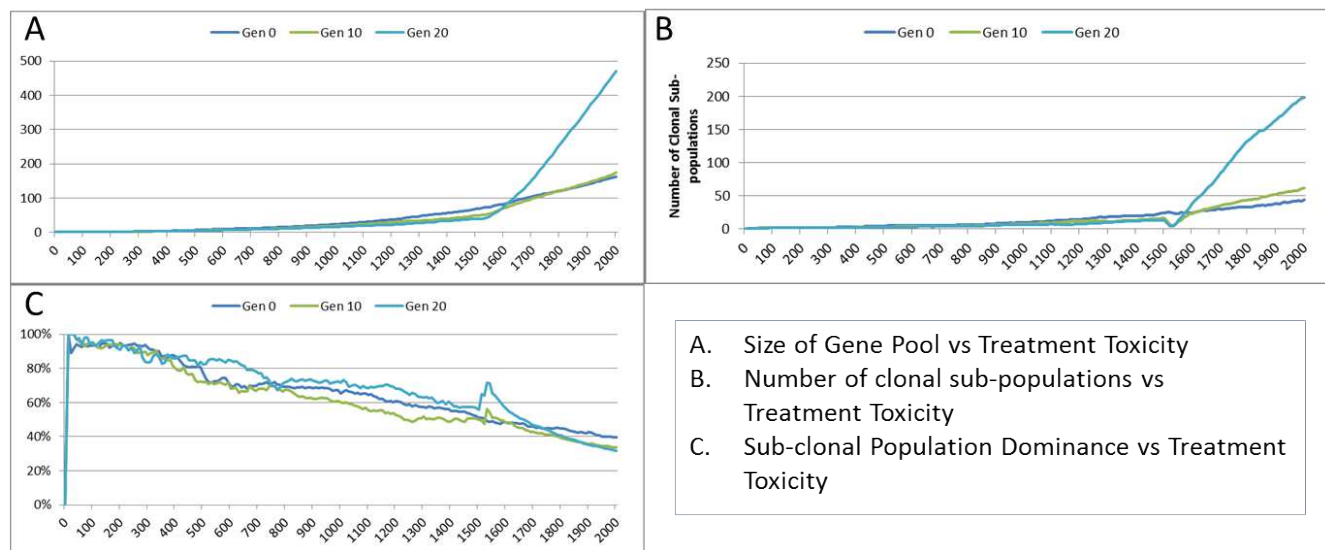 A
Gen 0 Gen 10 Gen 20
500
400
300
200
100
0
0 100 200 300 400 500 600 700 800 900 1000 1100 1200 1300 1400 1500 1600 1700 1800 1900 2000
B
Gen 0 Gen 10 Gen 20
Number of Clonal Sub-
populations
250
200
150
100
50
0
0 100 200 300 400 500 600 700 800 900 1000 1100 1200 1300 1400 1500 1600 1700 1800 1900 2000
C
Gen 0 Gen 10 Gen 20
100%
80%
60%
40%
20%
0%
0 100 200 300 400 500 600 700 800 900 1000 1100 1200 1300 1400 1500 1600 1700 1800 1900 2000
A. Size of Gene Pool vs Treatment Toxicity
B. Number of clonal sub-populations vs
Treatment Toxicity
C. Sub-clonal Population Dominance vs Treatment
Toxicity